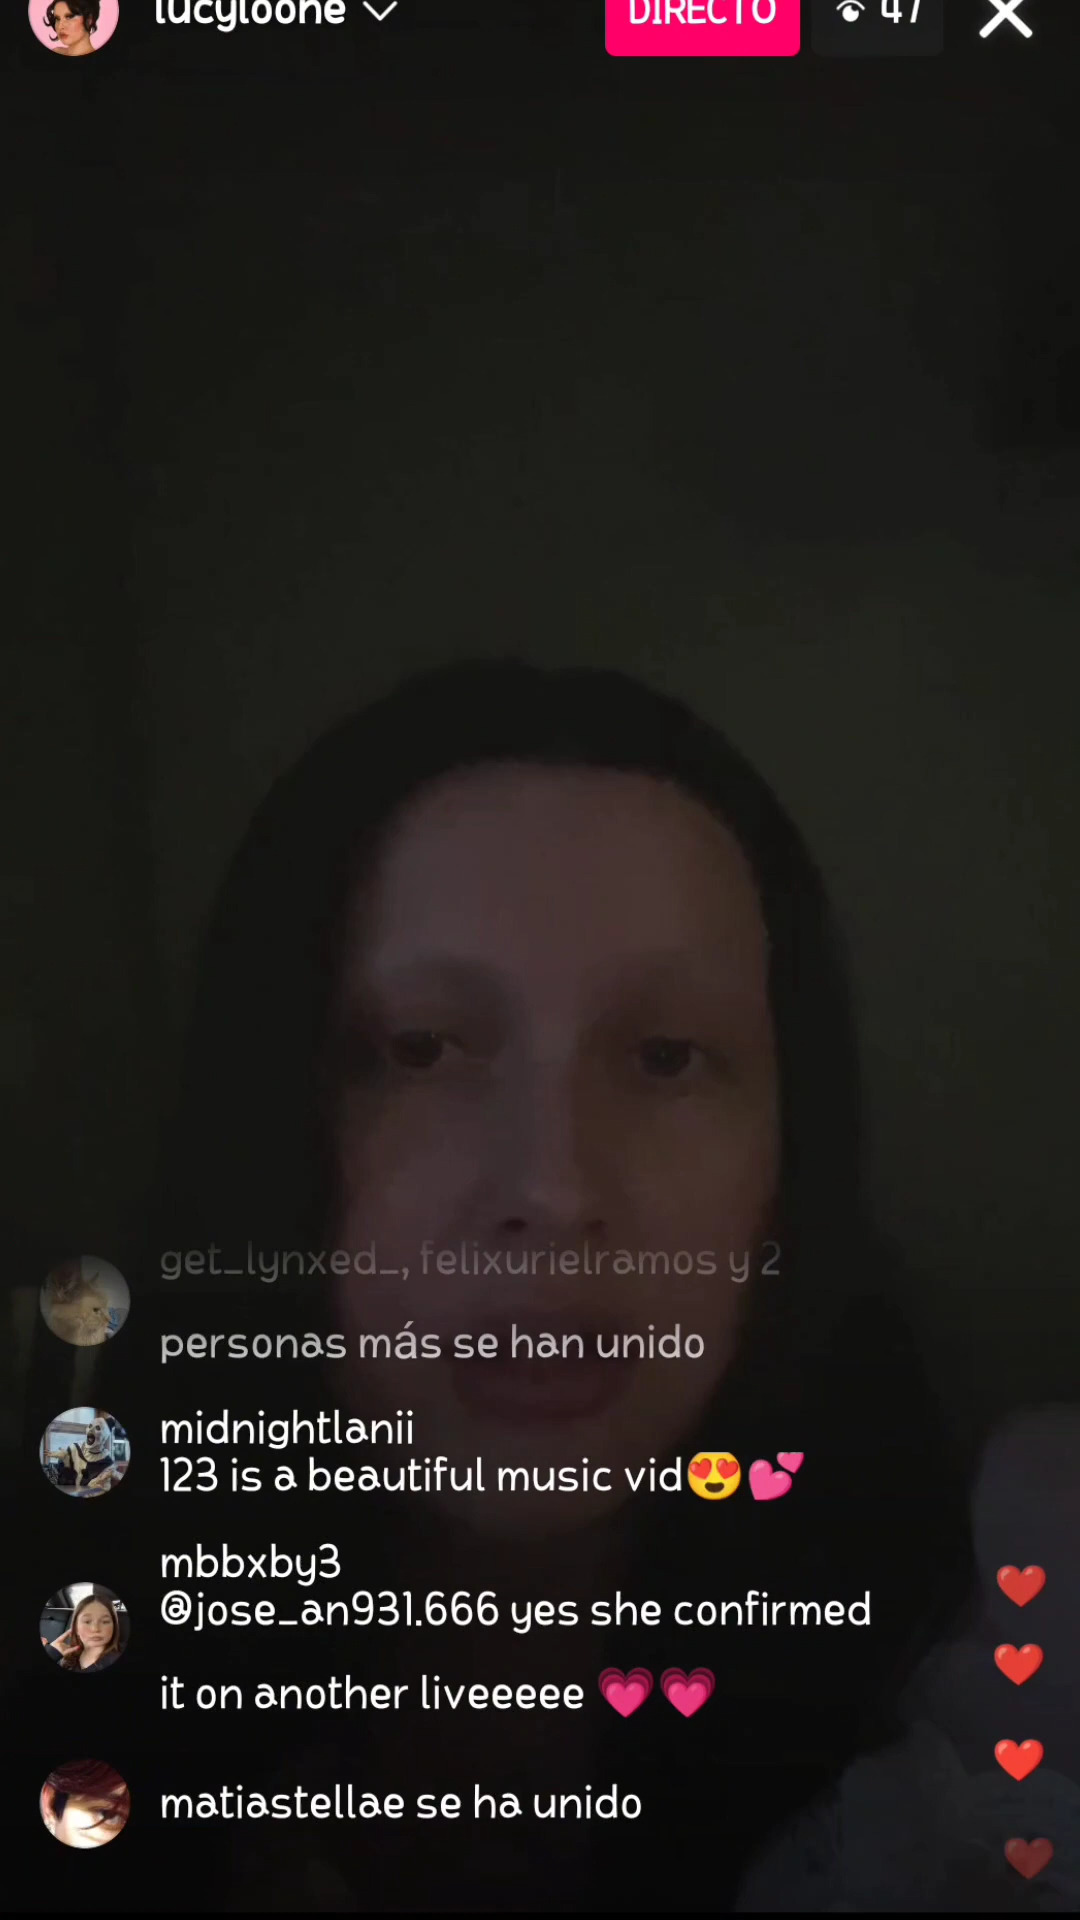 lucyloone
DIRECTO
47
get_lynxed_, felixurielramos y 2
personas más se han unido
midnightlanii
123 is a beautiful music vid😍💕
mbbxby3
@jose_an931.666 yes she confirmed
it on another liveeeee 💗💗
matiastellae se ha unido